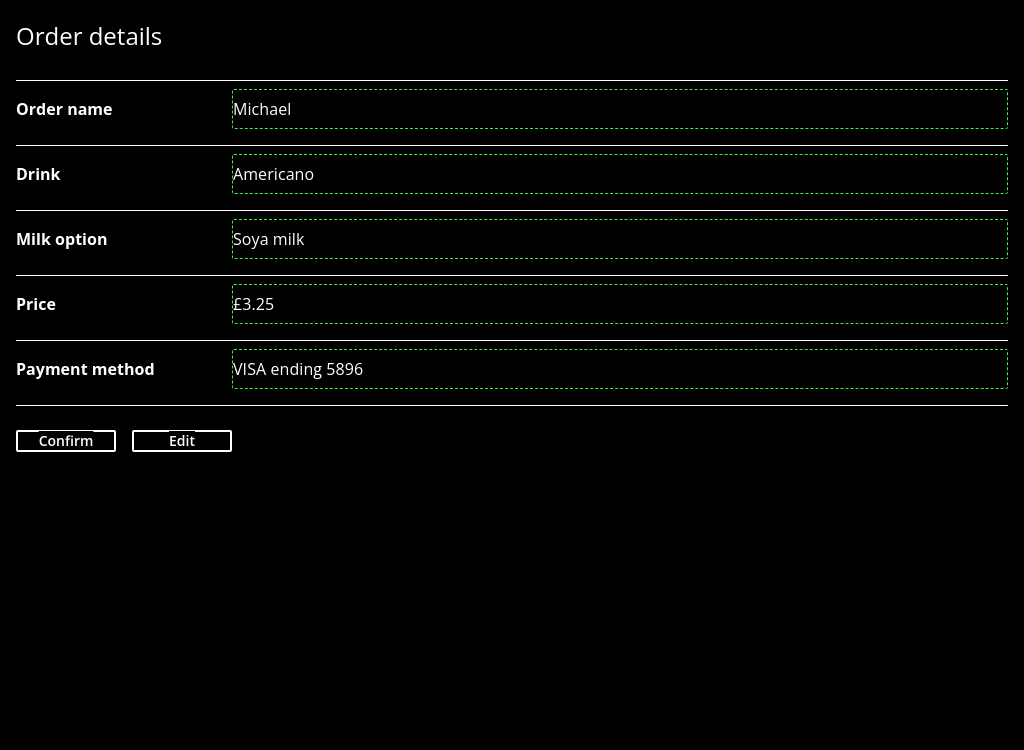 Order details
Order name Michael
Drink Americano
Milk option Soya milk
Price £3.25
Payment method VISA ending 5896
Confirm Edit